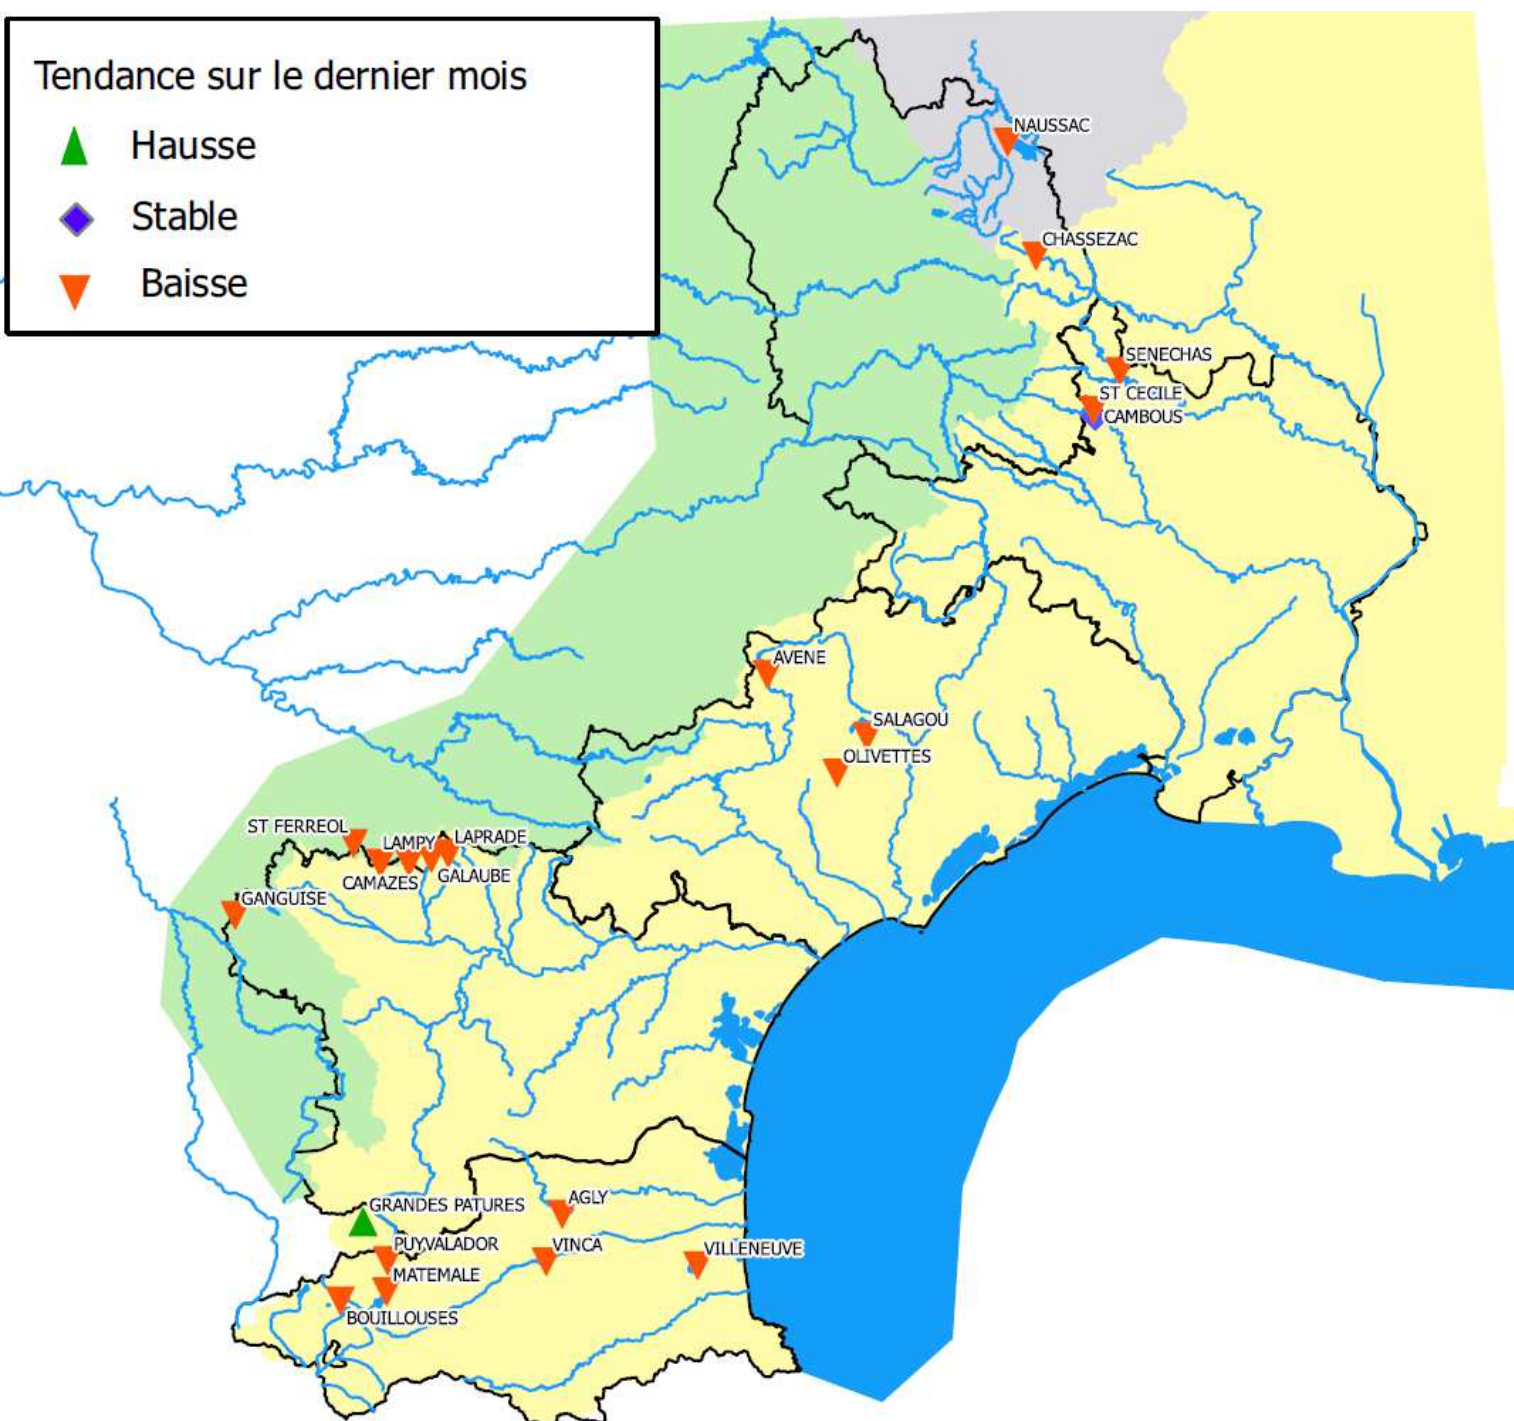 Tendance sur le dernier mois
Hausse
Stable
Baisse
NAUSSAC
CHASSEZAC
SENECHAS
ST CECILE
CAMBOUS
AVENE
SALAGOU
OLIVETTES
ST FERREOL
LAMPY
LAPRADE
CAMAZES
GALAUBE
GANGUISE
GRANDES PATURES
AGLY
PUYVALADOR
VINCA
VILLENEUVE
MATEMALE
BOUILLOUSES